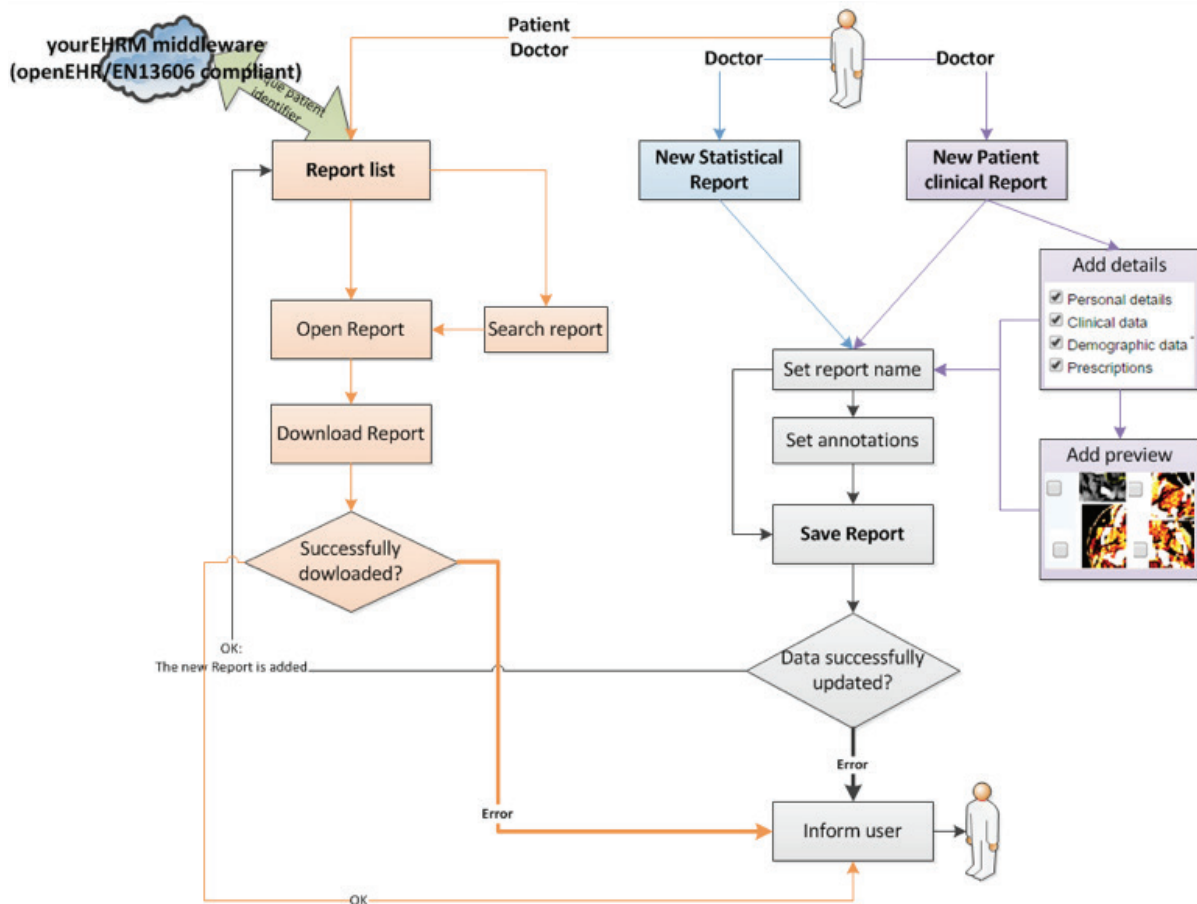 yourEHRM middleware
(openEHR/EN13606 compliant)
patient
identifier
Patient
Doctor
Doctor
Doctor
Report list
New Statistical
Report
New Patient
clinical Report
Add details
Personal details
Clinical data
Demographic data
Prescriptions
Open Report
Search report
Set report name
Download Report
Set annotations
Add preview
Save Report
Successfully
dowloaded?
OK:
The new Report is added
Data successfully
updated?
Error
Error
Inform user
OK